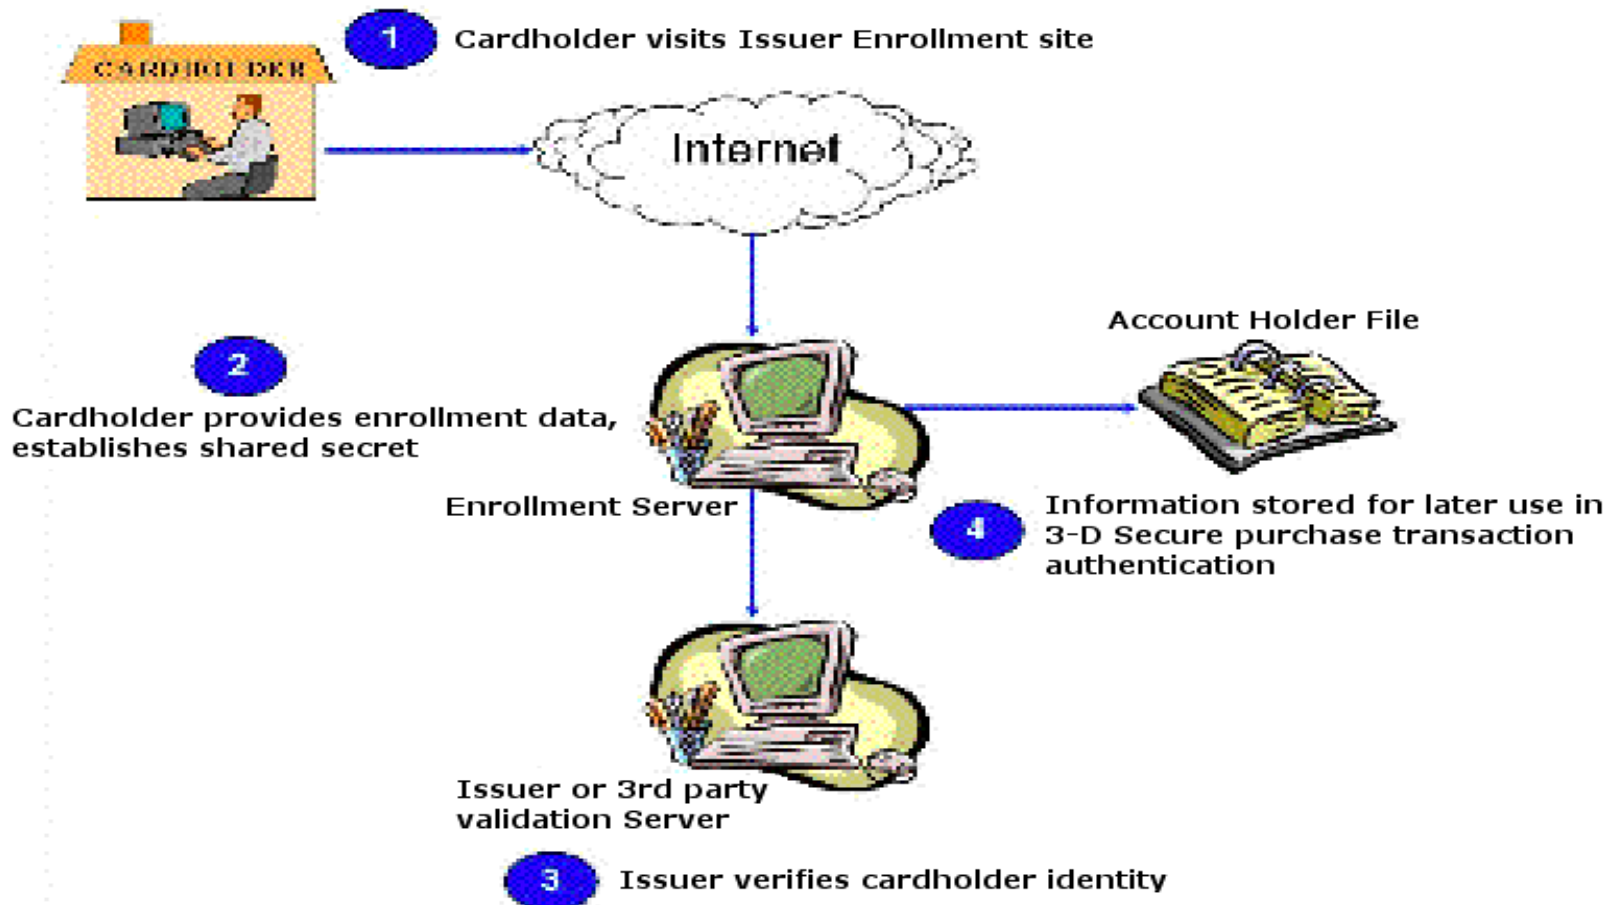 1
Cardholder visits Issuer Enrollment site
CARDHOLDER
Internet
Account Holder File
2
Cardholder provides enrollment data,
establishes shared secret
Enrollment Server
4
Information stored for later use in
3-D Secure purchase transaction
authentication
Issuer or 3rd party
validation Server
3
Issuer verifies cardholder identity